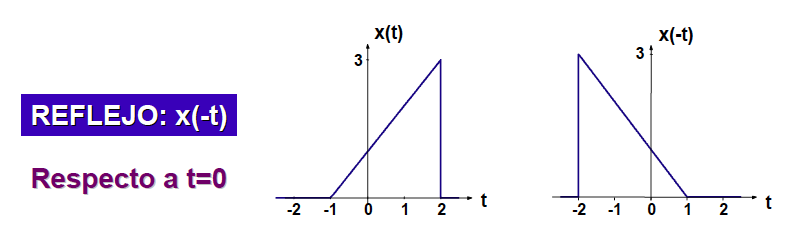 REFLEJO: x(-t)
Respecto a t=0
x(t)
3
-2 -1 0 1 2 t
x(-t)
3
-2 -1 0 1 2 t